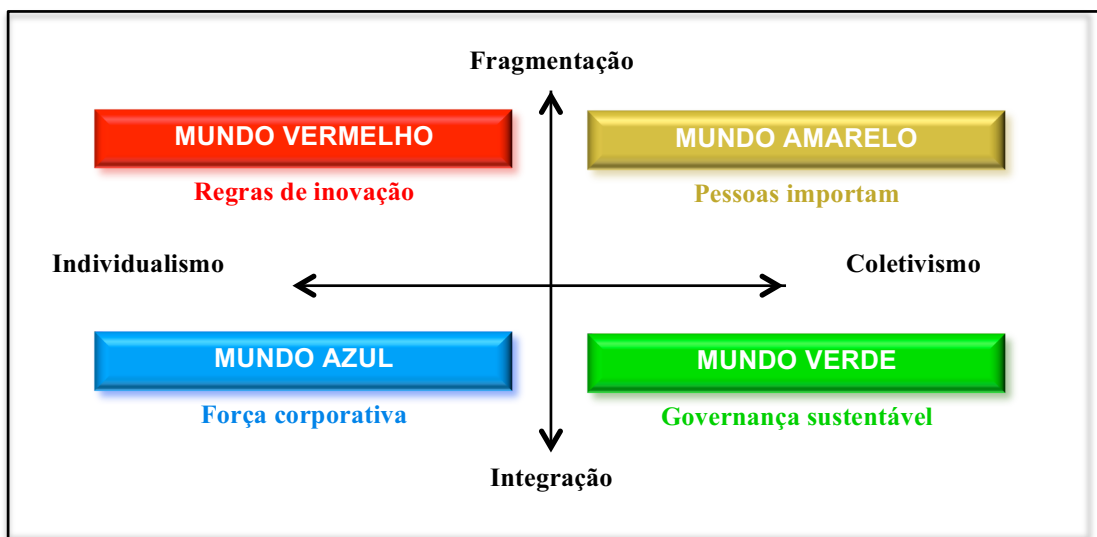 Fragmentação
MUNDO VERMELHO
MUNDO AMARELO
Regras de inovação
Pessoas importam
Individualismo
Coletivismo
MUNDO AZUL
MUNDO VERDE
Força corporativa
Governança sustentável
Integração